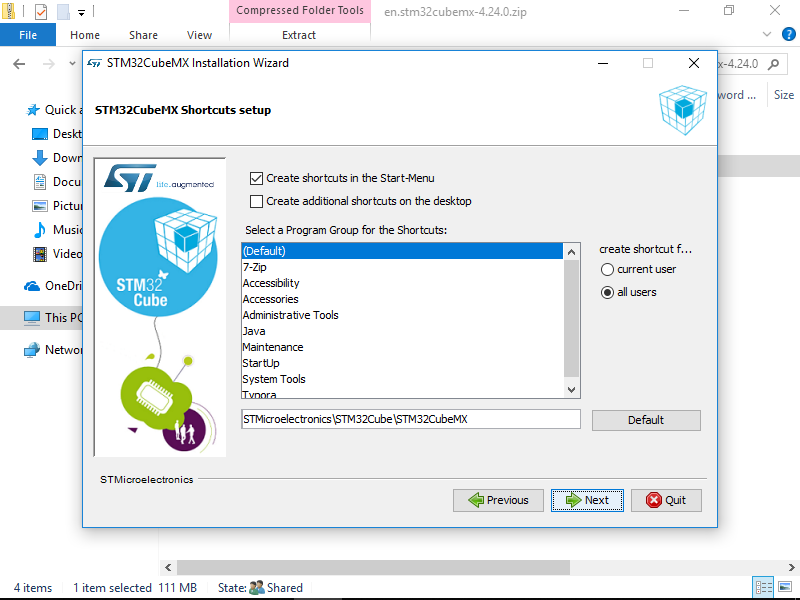 Compressed Folder Tools
en.stm32cubemx-4.24.0.zip
File
Home
Share
View
Extract
STM32CubeMX Installation Wizard
x-4.24.0
STM32CubeMX Shortcuts setup
word ...
Size
Quick a
Deskt
Down
Docu
Pictur
Music
Video
OneDri
This PC
Networ
life.augmented
STM32
Cube
Create shortcuts in the Start-Menu
Create additional shortcuts on the desktop
Select a Program Group for the Shortcuts:
(Default)
7-Zip
Accessibility
Accessories
Administrative Tools
Java
Maintenance
StartUp
System Tools
Typora
create shortcut f...
current user
all users
STMicroelectronics\STM32Cube\STM32CubeMX
Default
STMicroelectronics
Previous
Next
Quit
4 items
1 item selected 111 MB
State:
Shared